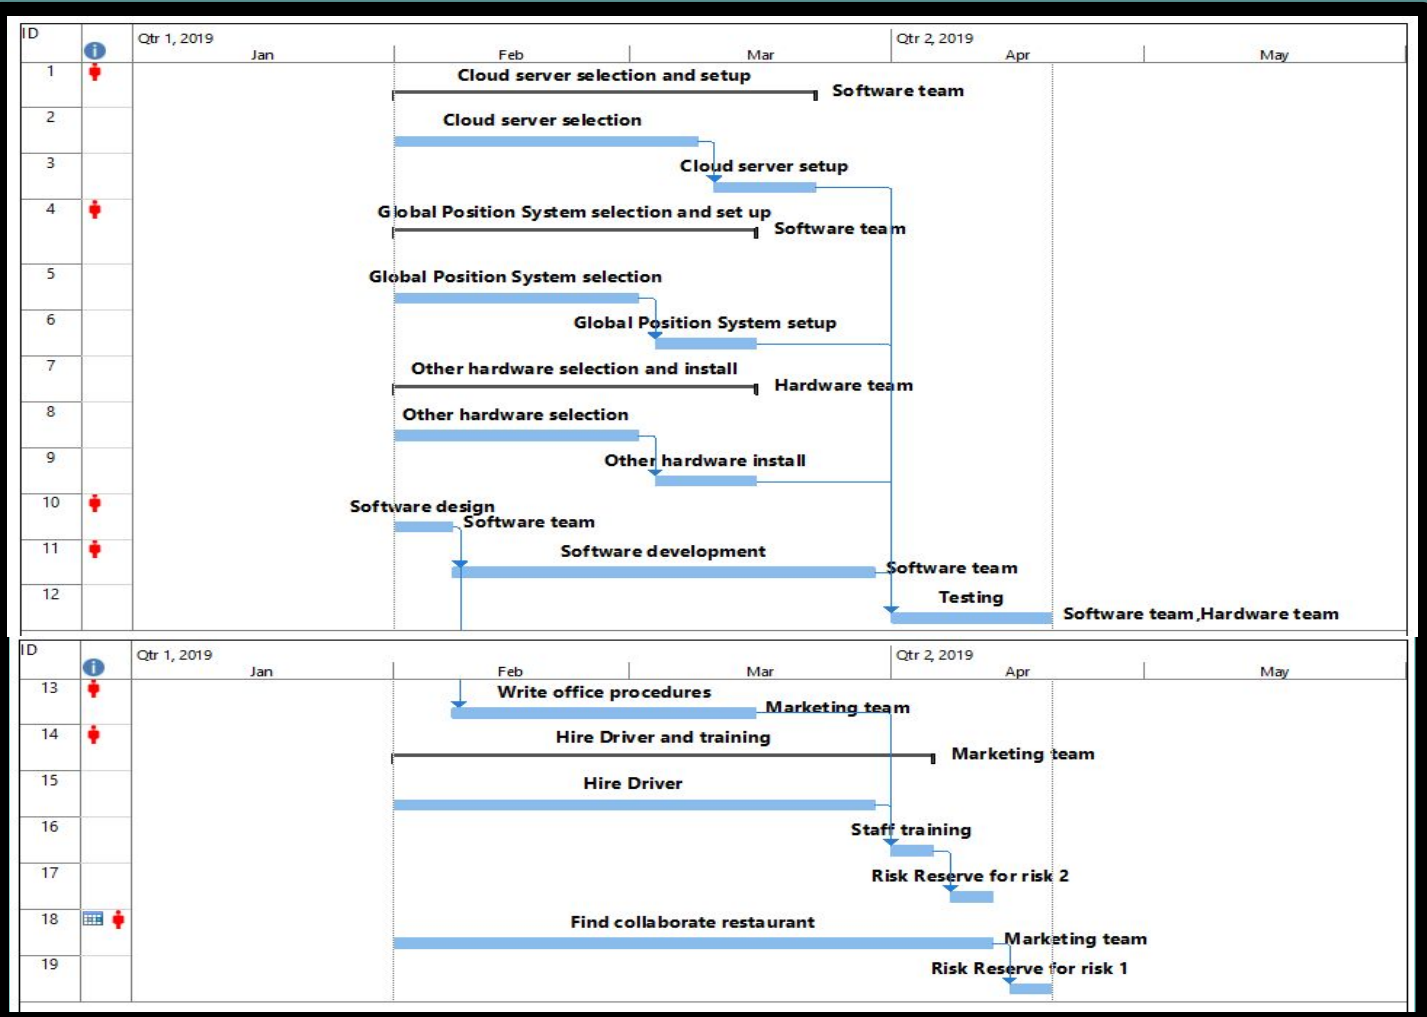 ID
Qtr 1, 2019 Qtr 2, 2019
Jan Feb Mar Apr May
1 Cloud server selection and setup
Software team
2 Cloud server selection
3 Cloud server setup
4 Global Position System selection and set up
Software team
5 Global Position System selection
6 Global Position System setup
7 Other hardware selection and install
Hardware team
8 Other hardware selection
9 Other hardware install
10 Software design
Software team
11 Software development
Software team
12 Testing
Software team,Hardware team
ID
Qtr 1, 2019 Qtr 2, 2019
Jan Feb Mar Apr May
13 Write office procedures
Marketing team
14 Hire Driver and training
Marketing team
15 Hire Driver
16 Staff training
17 Risk Reserve for risk 2
18 Find collaborate restaurant
Marketing team
19 Risk Reserve for risk 1